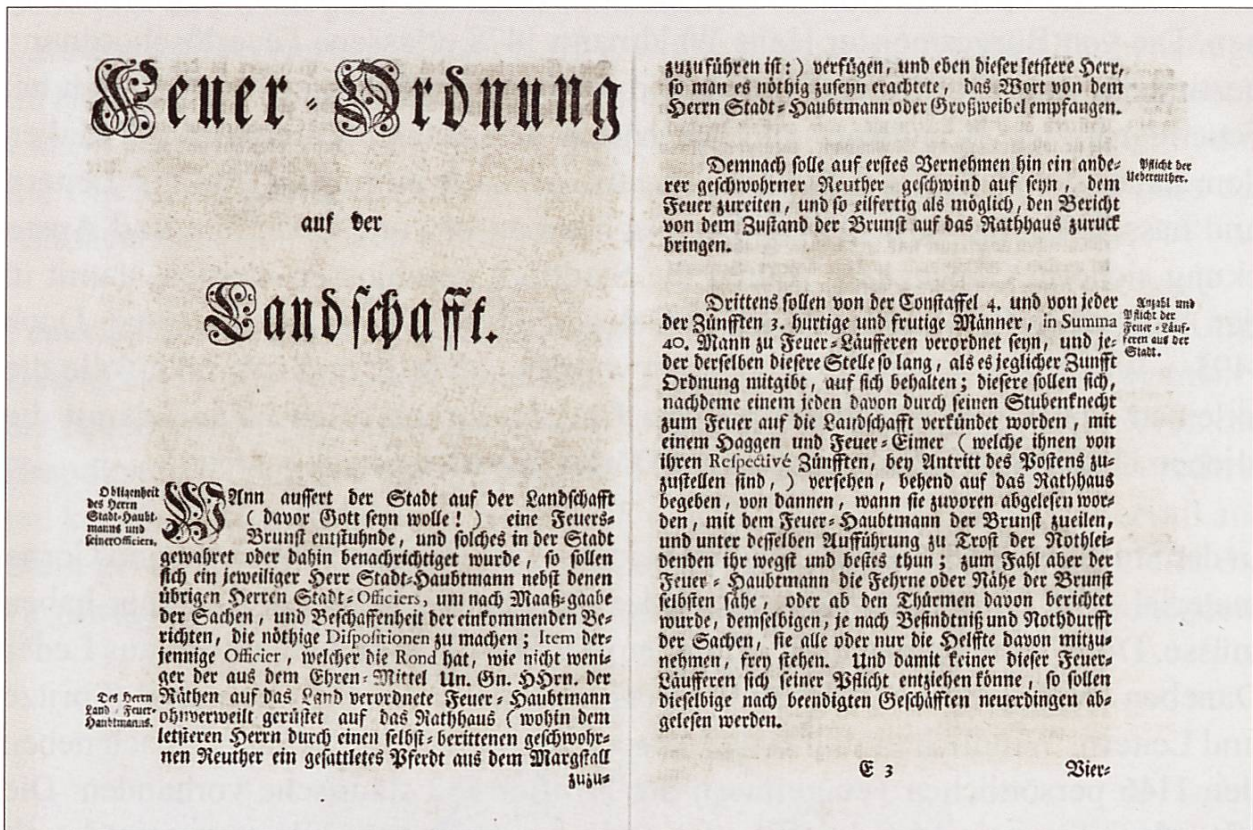 Feuer-Ordnung
auf der
Landschafft.
Obligenheit
des Herrn
Stadt-Haubt-
manns und
seiner Officiers.
WAnn aussert der Stadt auf der Landschafft
( davor Gott seyn wolle ! ) eine Feuers-
Brunst entstuhnde, und solches in der Stadt
gewahret oder dahin benachrichtiget wurde, so sollen
sich ein jeweiliger Herr Stadt-Haubtmann nebst denen
übrigen Herren Stadt-Officiers, um nach Maaß-gaabe
der Sachen, und Beschaffenheit der einkommenden Be-
richten, die nöthige Dispositionen zu machen ; Item der-
jennige Officier, welcher die Rond hat, wie nicht weni-
ger der aus dem Ehren-Mittel Un. Gn. HHrn. der
Des Herrn
Land-Feuer-
Haubtmanns.
Räthen auf das Land verordnete Feuer-Haubtmann
ohnverweilt gerüstet auf das Rathhaus ( wohin dem
letsteren Herrn durch einen selbst-berittenen geschwohr-
nen Reuther ein gesattletes Pferdt aus dem Margstall
zuzu-
zuzuführen ist: ) verfügen, und eben dieser letstere Herr,
so man es nöthig zuseyn erachtete, das Wort von dem
Herrn Stadt-Haubtmann oder Großweibel empfangen.
Demnach solle auf erstes Vernehmen hin ein ande-
rer geschwohrner Reuther geschwind auf seyn, dem
Feuer zureiten, und so eilfertig als möglich, den Bericht
von dem Zustand der Brunst auf das Rathhaus zuruck
bringen.
Pflicht der
Ueberreuther.
Drittens sollen von der Constaffel 4. und von jeder
der Zünfften 3. hurtige und frutige Männer, in Summa
40. Mann zu Feuer-Läufferen verordnet seyn, und je-
der derselben diesere Stelle so lang, als es jeglicher Zunfft
Ordnung mitgibt, auf sich behalten ; diesere sollen sich,
nachdeme einem jeden davon durch seinen Stubenknecht
zum Feuer auf die Landschafft verkündet worden, mit
einem Haggen und Feuer-Eimer ( welche ihnen von
ihren Respectivé Zünfften, bey Antritt des Postens zu-
zustellen sind, ) versehen, behend auf das Rathhaus
begeben, von dannen, wann sie zuvoren abgelesen wor-
den, mit dem Feuer-Haubtmann der Brunst zueilen,
und unter desselben Aufführung zu Trost der Nothlei-
denden ihr wegst und bestes thun ; zum Fahl aber der
Feuer-Haubtmann die Fehrne oder Nähe der Brunst
selbsten sähe, oder ab den Thürmen davon berichtet
wurde, demselbigen, je nach Befindtniß und Nothdurfft
der Sachen, sie alle oder nur die Helffte davon mitzu-
nehmen, frey stehen. Und damit keiner dieser Feuer-
Läufferen sich seiner Pflicht entziehen könne, so sollen
dieselbige nach beendigten Geschäfften neuerdingen ab-
gelesen werden.
Anzahl und
Pflicht der
Feuer-Läuf-
feren aus der
Stadt.
E 3
Vier-